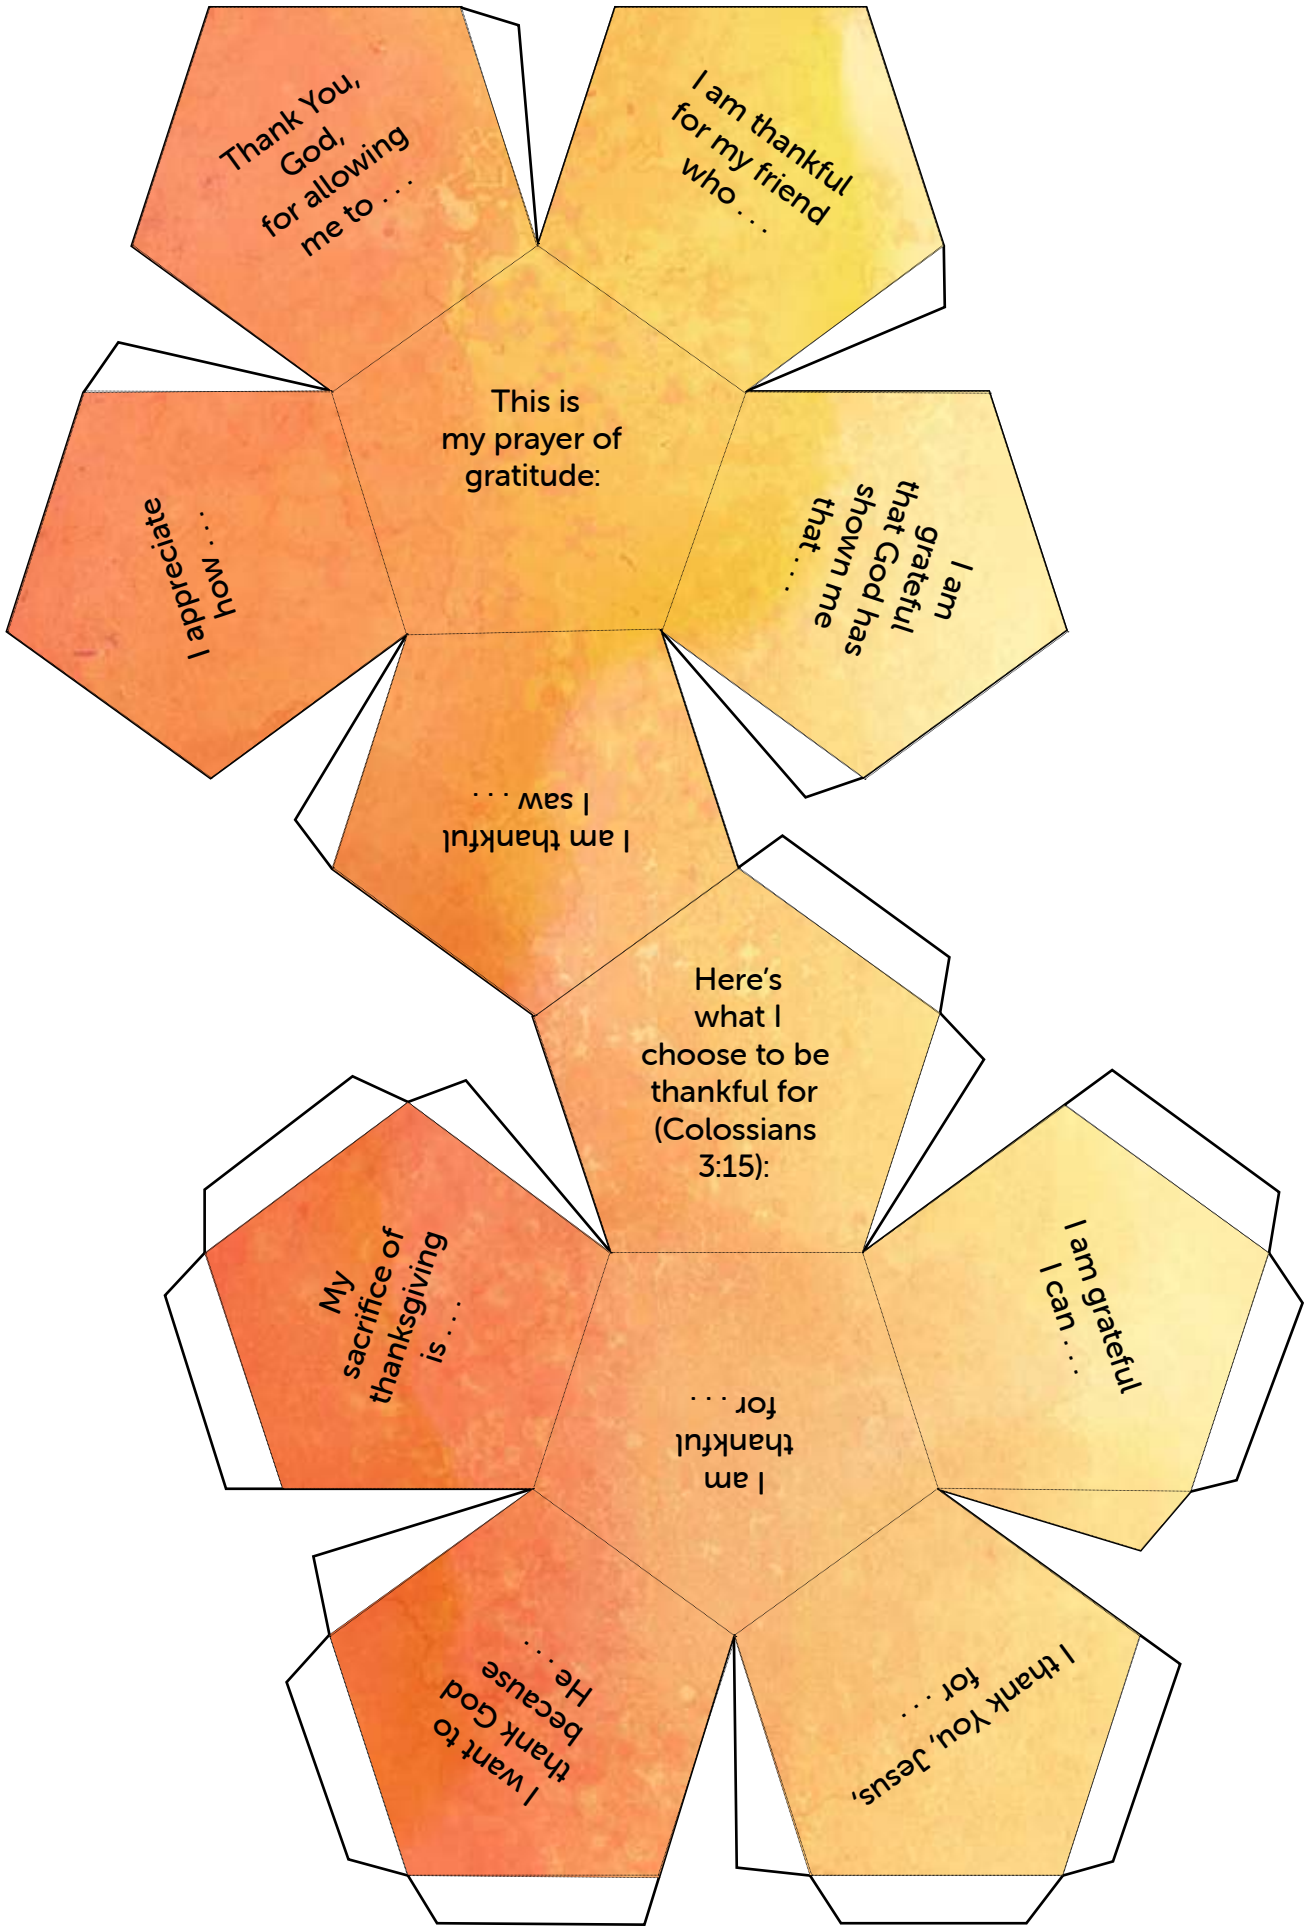 Thank You,
God,
for allowing
me to . . .
I am thankful
for my friend
who . . .
This is
my prayer of
gratitude:
I appreciate
how . . .
I am
grateful
that God has
shown me
that . . .
I am thankful
I saw . . .
Here’s
what I
choose to be
thankful for
(Colossians
3:15):
My
sacrifice of
thanksgiving
is . . .
I am grateful
I can . . .
I am
thankful
for . . .
I want to
thank God
because
He . . .
I thank You, Jesus,
for . . .